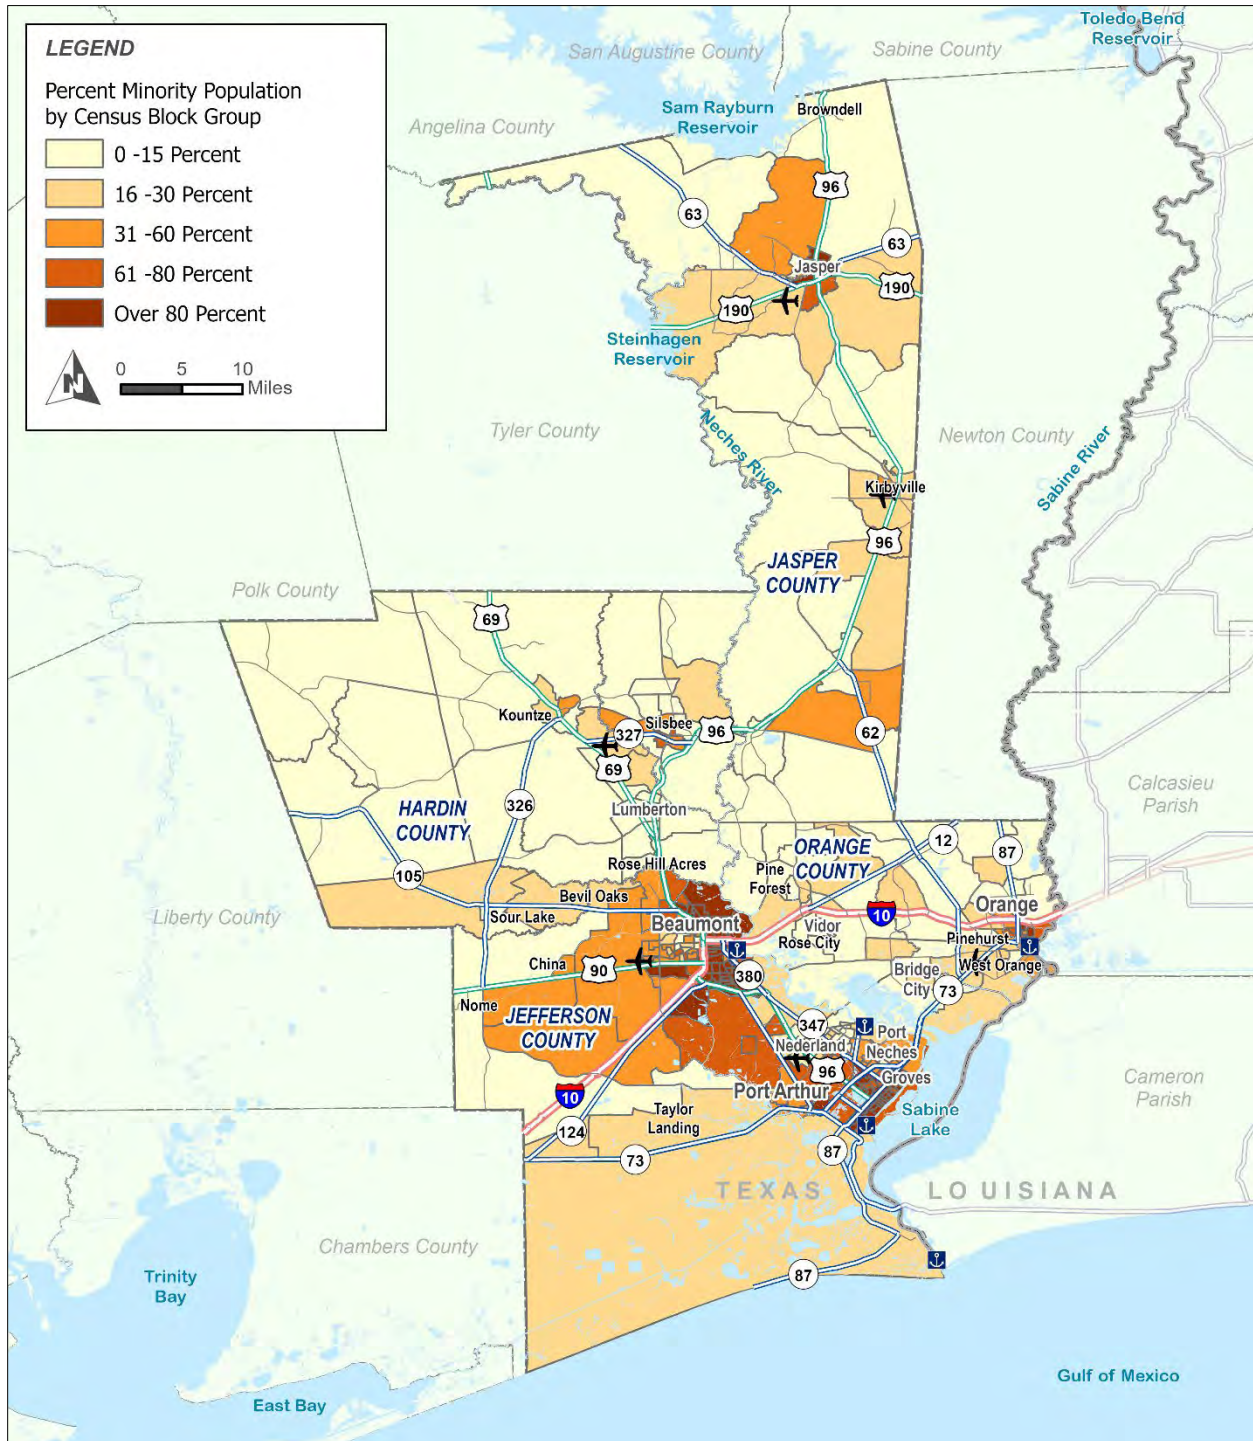 LEGEND
Percent Minority Population
by Census Block Group
0 -15 Percent
16 -30 Percent
31 -60 Percent
61 -80 Percent
Over 80 Percent
N
0 5 10
Miles
Toledo Bend
Reservoir
San Augustine County
Sabine County
Sam Rayburn
Reservoir
Browndell
Angelina County
96
63
63
Jasper
190
190
Steinhagen
Reservoir
Tyler County
Newton County
Neches River
Sabine River
Kirbyville
96
JASPER
COUNTY
Polk County
69
Kountze
327
Silsbee
96
62
69
Calcasieu
Parish
HARDIN
COUNTY
326
Lumberton
ORANGE
COUNTY
12
87
105
Rose Hill Acres
Pine
Forest
Bevil Oaks
Liberty County
Sour Lake
Beaumont
10
Orange
Vidor
Rose City
Pinehurst
China
90
380
West Orange
Bridge
City
73
Nome
JEFFERSON
COUNTY
347
Port
Neches
Nederland
96
Groves
10
Port Arthur
Cameron
Parish
Taylor
Landing
Sabine
Lake
124
73
87
TEXAS
LOUISIANA
Chambers County
Trinity
Bay
87
Gulf of Mexico
East Bay